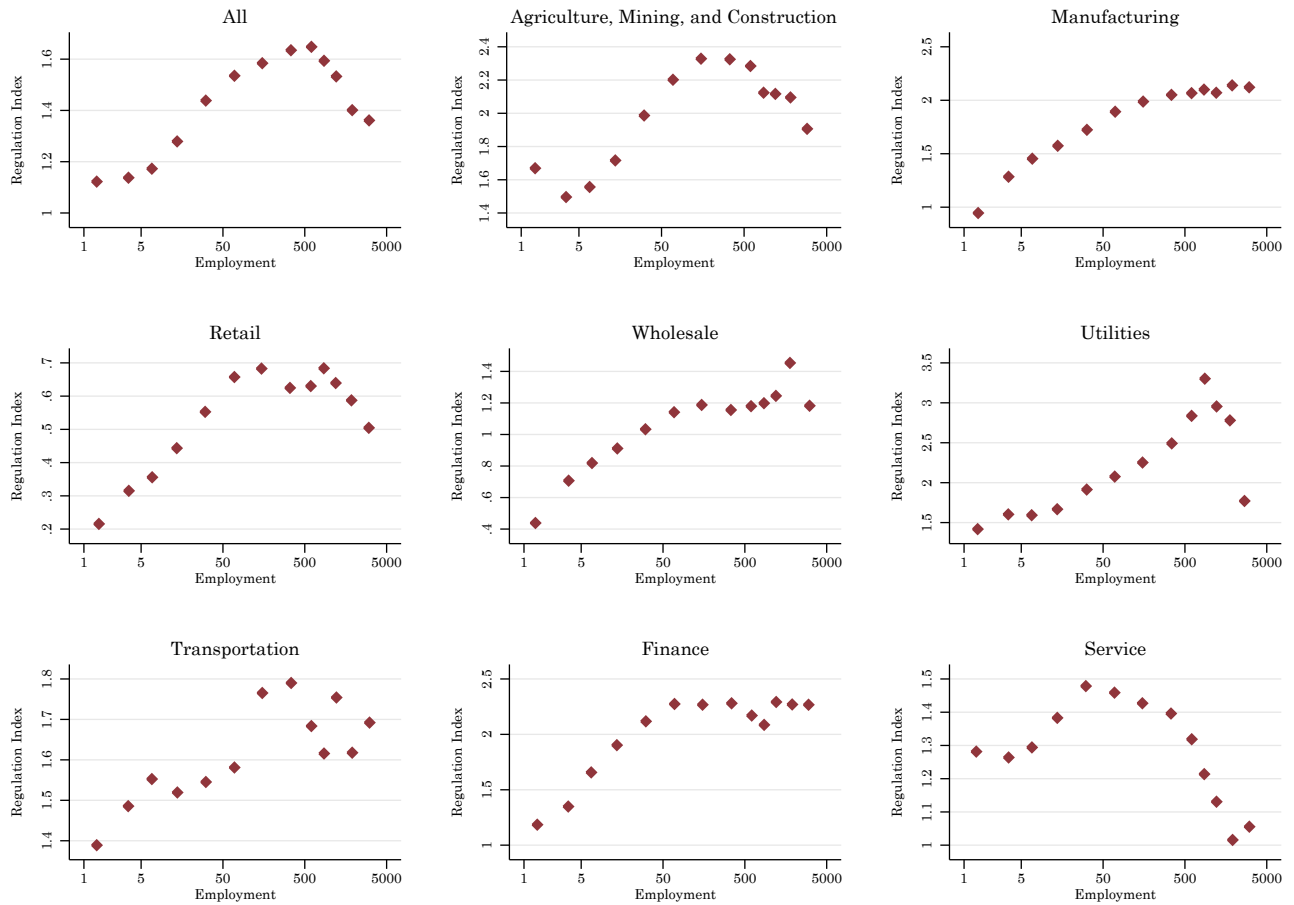 All
Regulation Index
1.6
1.4
1.2
1
1 5 50 500 5000
Employment
Agriculture, Mining, and Construction
Regulation Index
2.4
2.2
2
1.8
1.6
1.4
1 5 50 500 5000
Employment
Manufacturing
Regulation Index
2.5
2
1.5
1
1 5 50 500 5000
Employment
Retail
Regulation Index
.7
.6
.5
.4
.3
.2
1 5 50 500 5000
Employment
Wholesale
Regulation Index
1.4
1.2
1
.8
.6
.4
1 5 50 500 5000
Employment
Utilities
Regulation Index
3.5
3
2.5
2
1.5
1 5 50 500 5000
Employment
Transportation
Regulation Index
1.8
1.7
1.6
1.5
1.4
1 5 50 500 5000
Employment
Finance
Regulation Index
2.5
2
1.5
1
1 5 50 500 5000
Employment
Service
Regulation Index
1.5
1.4
1.3
1.2
1.1
1
1 5 50 500 5000
Employment